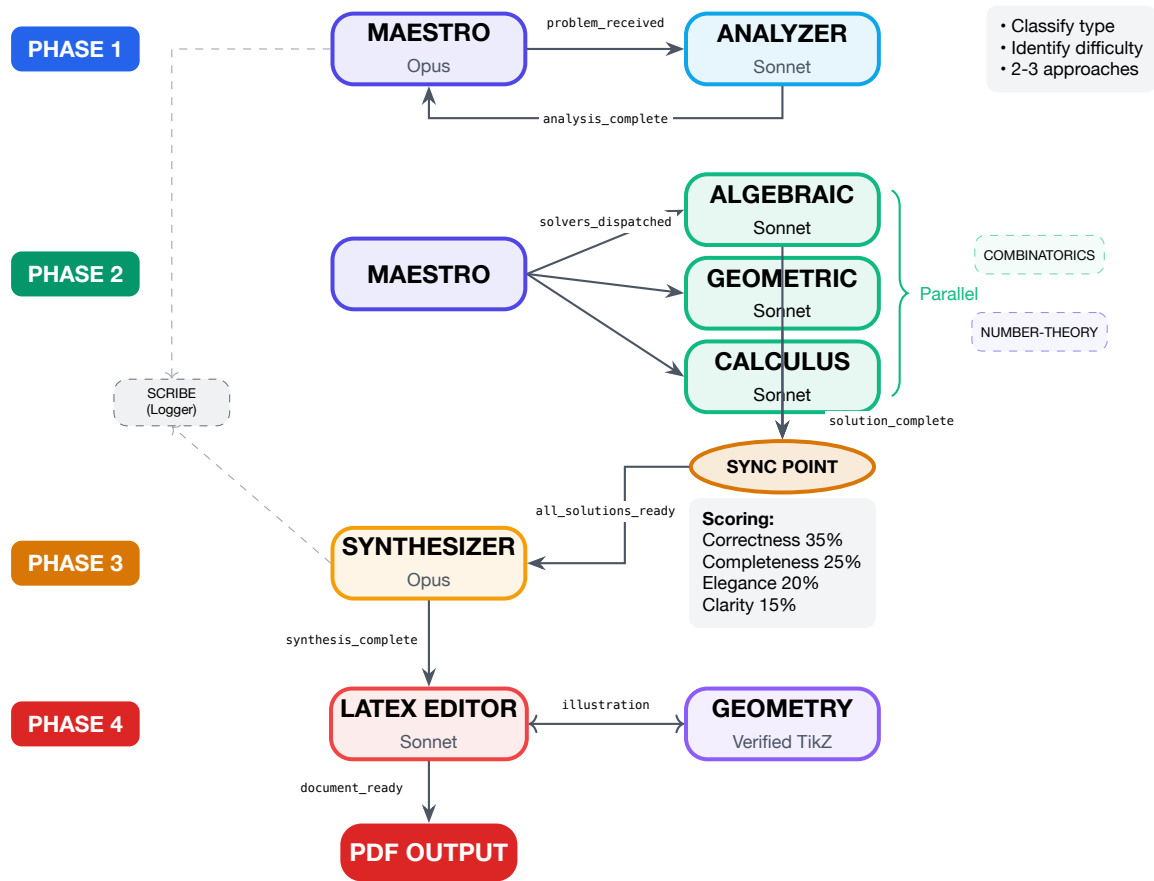 PHASE 1
MAESTRO
Opus
problem_received
ANALYZER
Sonnet
• Classify type
• Identify difficulty
• 2-3 approaches
analysis_complete
PHASE 2
MAESTRO
solvers_dispatched
ALGEBRAIC
Sonnet
GEOMETRIC
Sonnet
CALCULUS
Sonnet
Parallel
COMBINATORICS
NUMBER-THEORY
SCRIBE
(Logger)
solution_complete
SYNC POINT
all_solutions_ready
Scoring:
Correctness 35%
Completeness 25%
Elegance 20%
Clarity 15%
PHASE 3
SYNTHESIZER
Opus
synthesis_complete
PHASE 4
LATEX EDITOR
Sonnet
illustration
GEOMETRY
Verified TikZ
document_ready
PDF OUTPUT